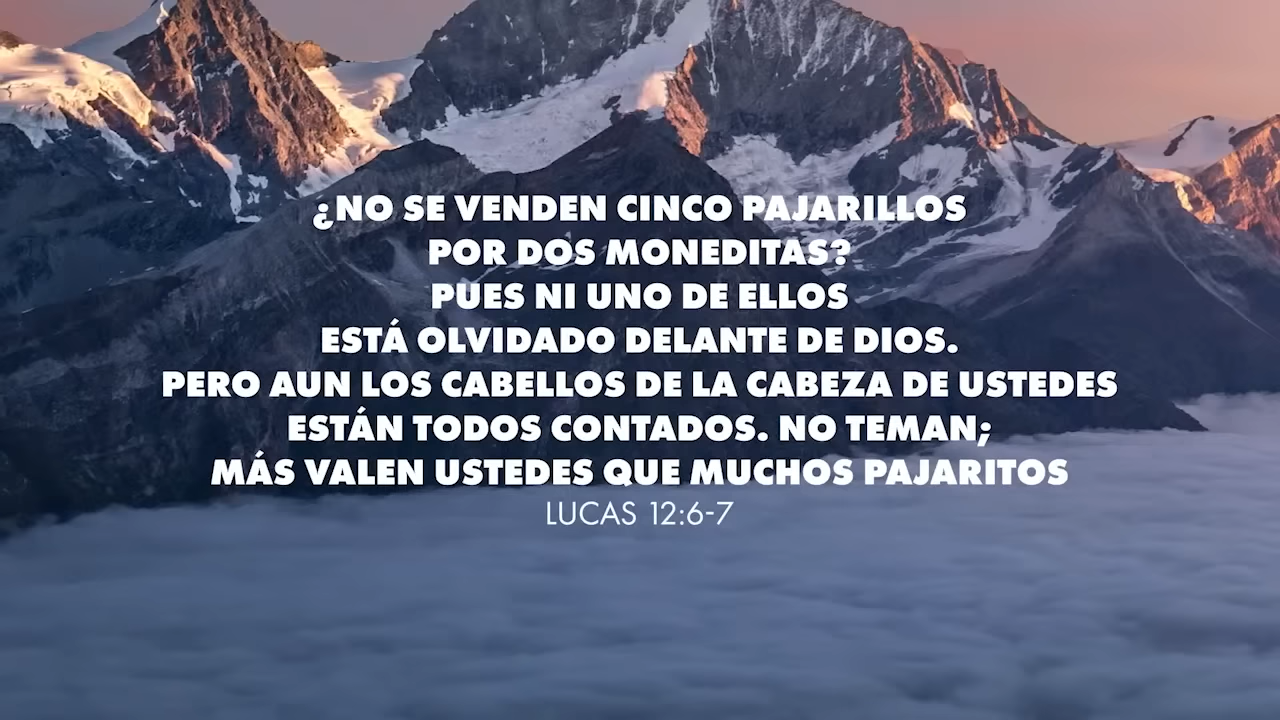 ¿NO SE VENDEN CINCO PAJARILLOS
POR DOS MONEDITAS?
PUES NI UNO DE ELLOS
ESTÁ OLVIDADO DELANTE DE DIOS.
PERO AUN LOS CABELLOS DE LA CABEZA DE USTEDES
ESTÁN TODOS CONTADOS. NO TEMAN;
MÁS VALEN USTEDES QUE MUCHOS PAJARITOS
LUCAS 12:6-7